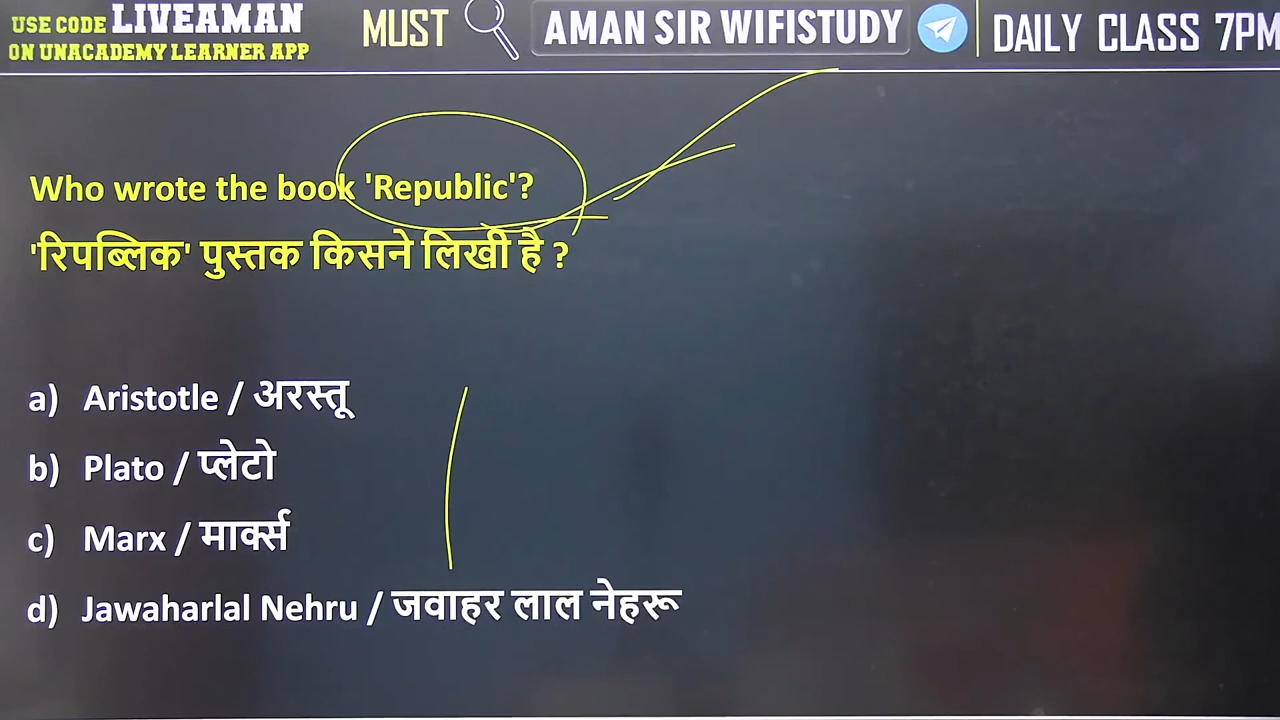 USE CODE LIVEAMAN
ON UNACADEMY LEARNER APP
MUST
AMAN SIR WIFISTUDY
DAILY CLASS 7PM
Who wrote the book 'Republic'?
'रिपब्लिक' पुस्तक किसने लिखी है ?
a) Aristotle / अरस्तू
b) Plato / प्लेटो
c) Marx / मार्क्स
d) Jawaharlal Nehru / जवाहर लाल नेहरू